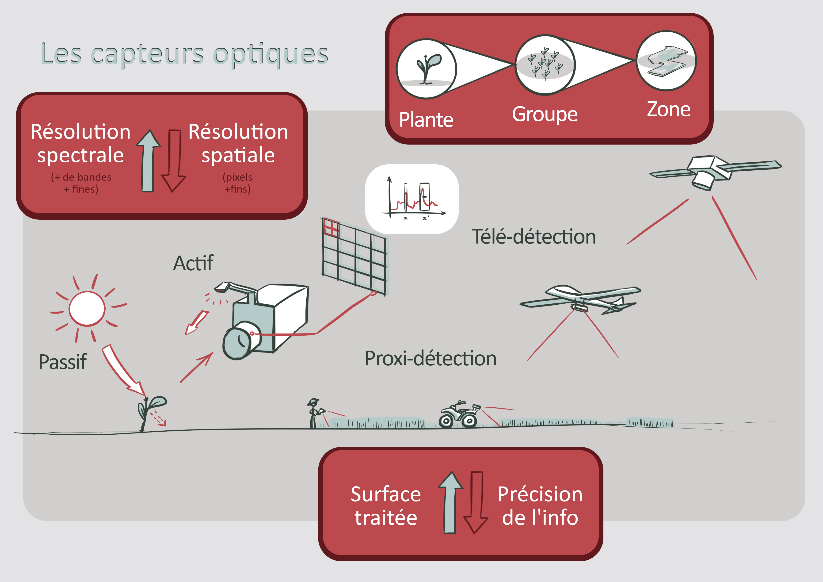 Les capteurs optiques
Plante
Groupe
Zone
Résolution
spectrale
(+ de bandes
+ fines)
Résolution
spatiale
(pixels
+fins)
Télé-détection
Actif
Passif
Proxi-détection
Surface
traitée
Précision
de l'info